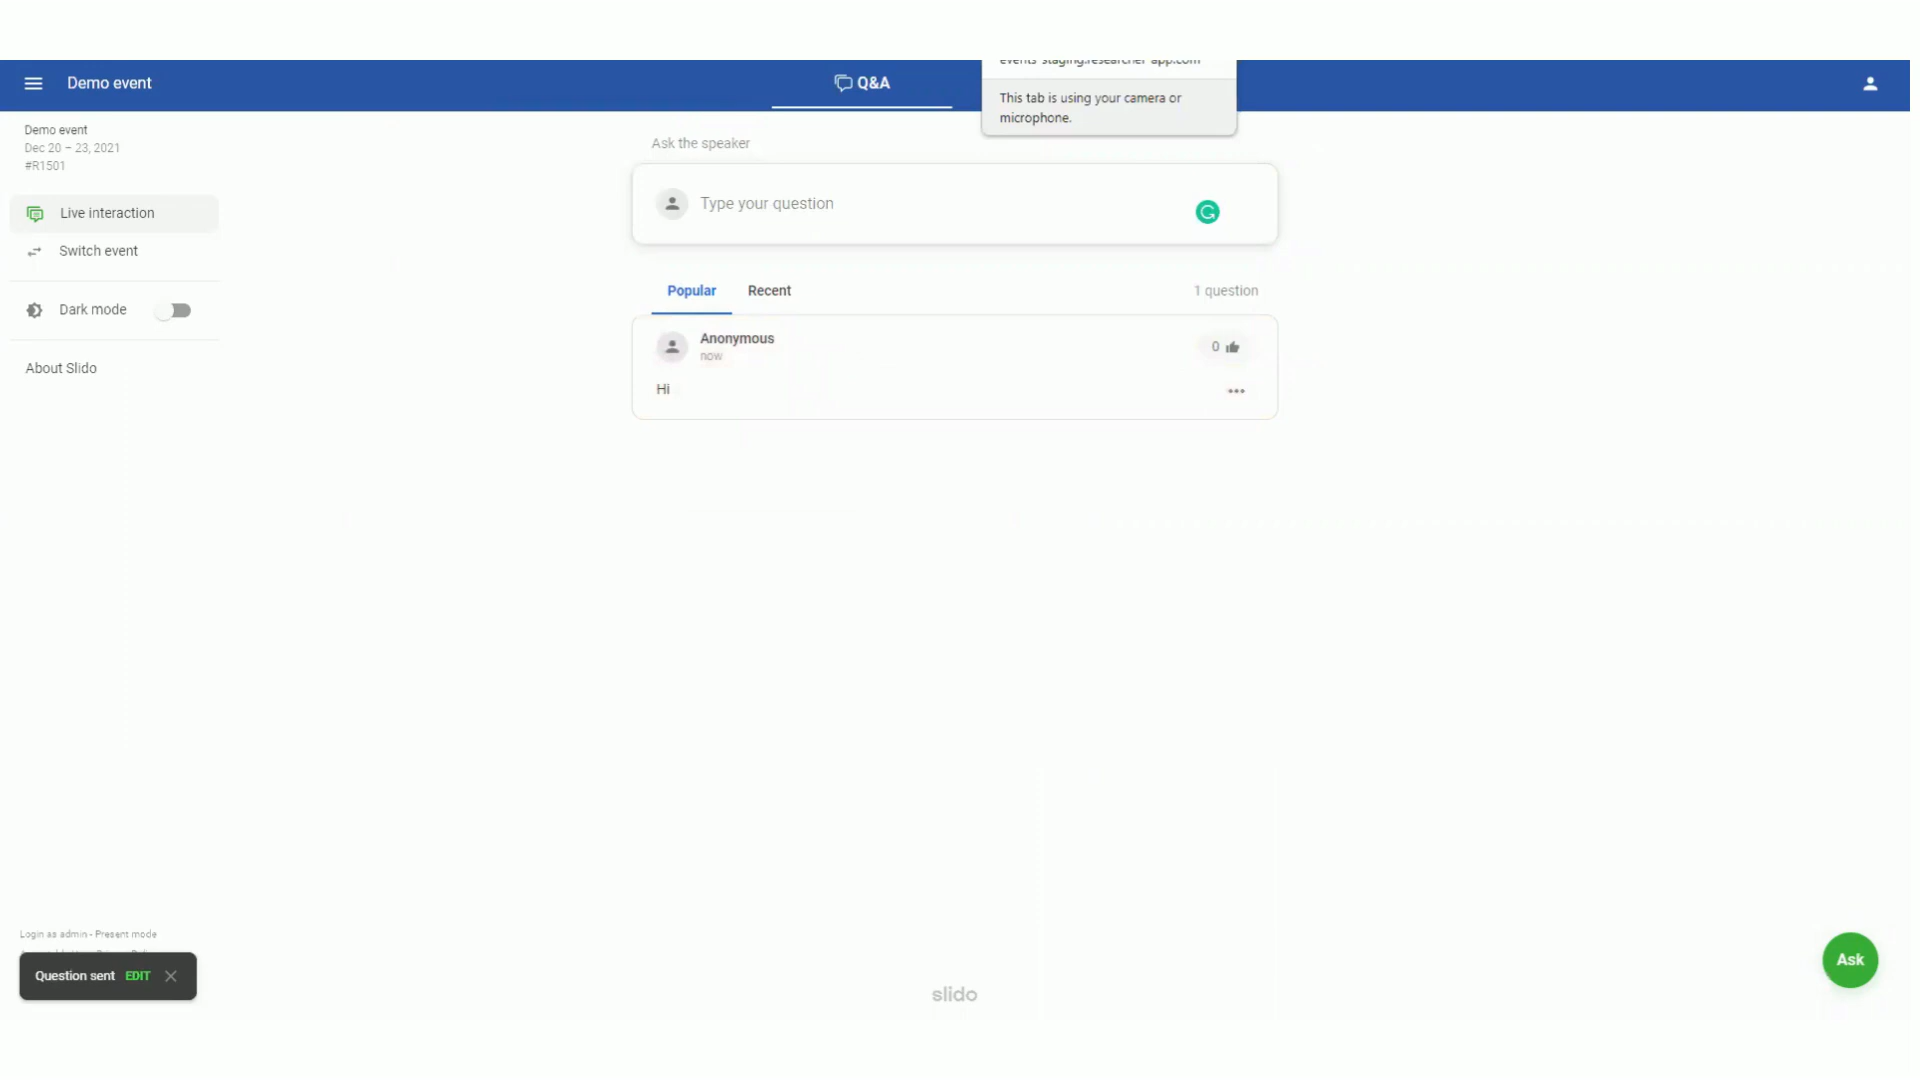 Demo event
Q&A
This tab is using your camera or
microphone.
Demo event
Dec 20 – 23, 2021
#R1501
Live interaction
Switch event
Dark mode
About Slido
Ask the speaker
Type your question
Popular
Recent
1 question
Anonymous
now
0
Hi
Login as admin - Present mode
Question sent EDIT
Ask
slido